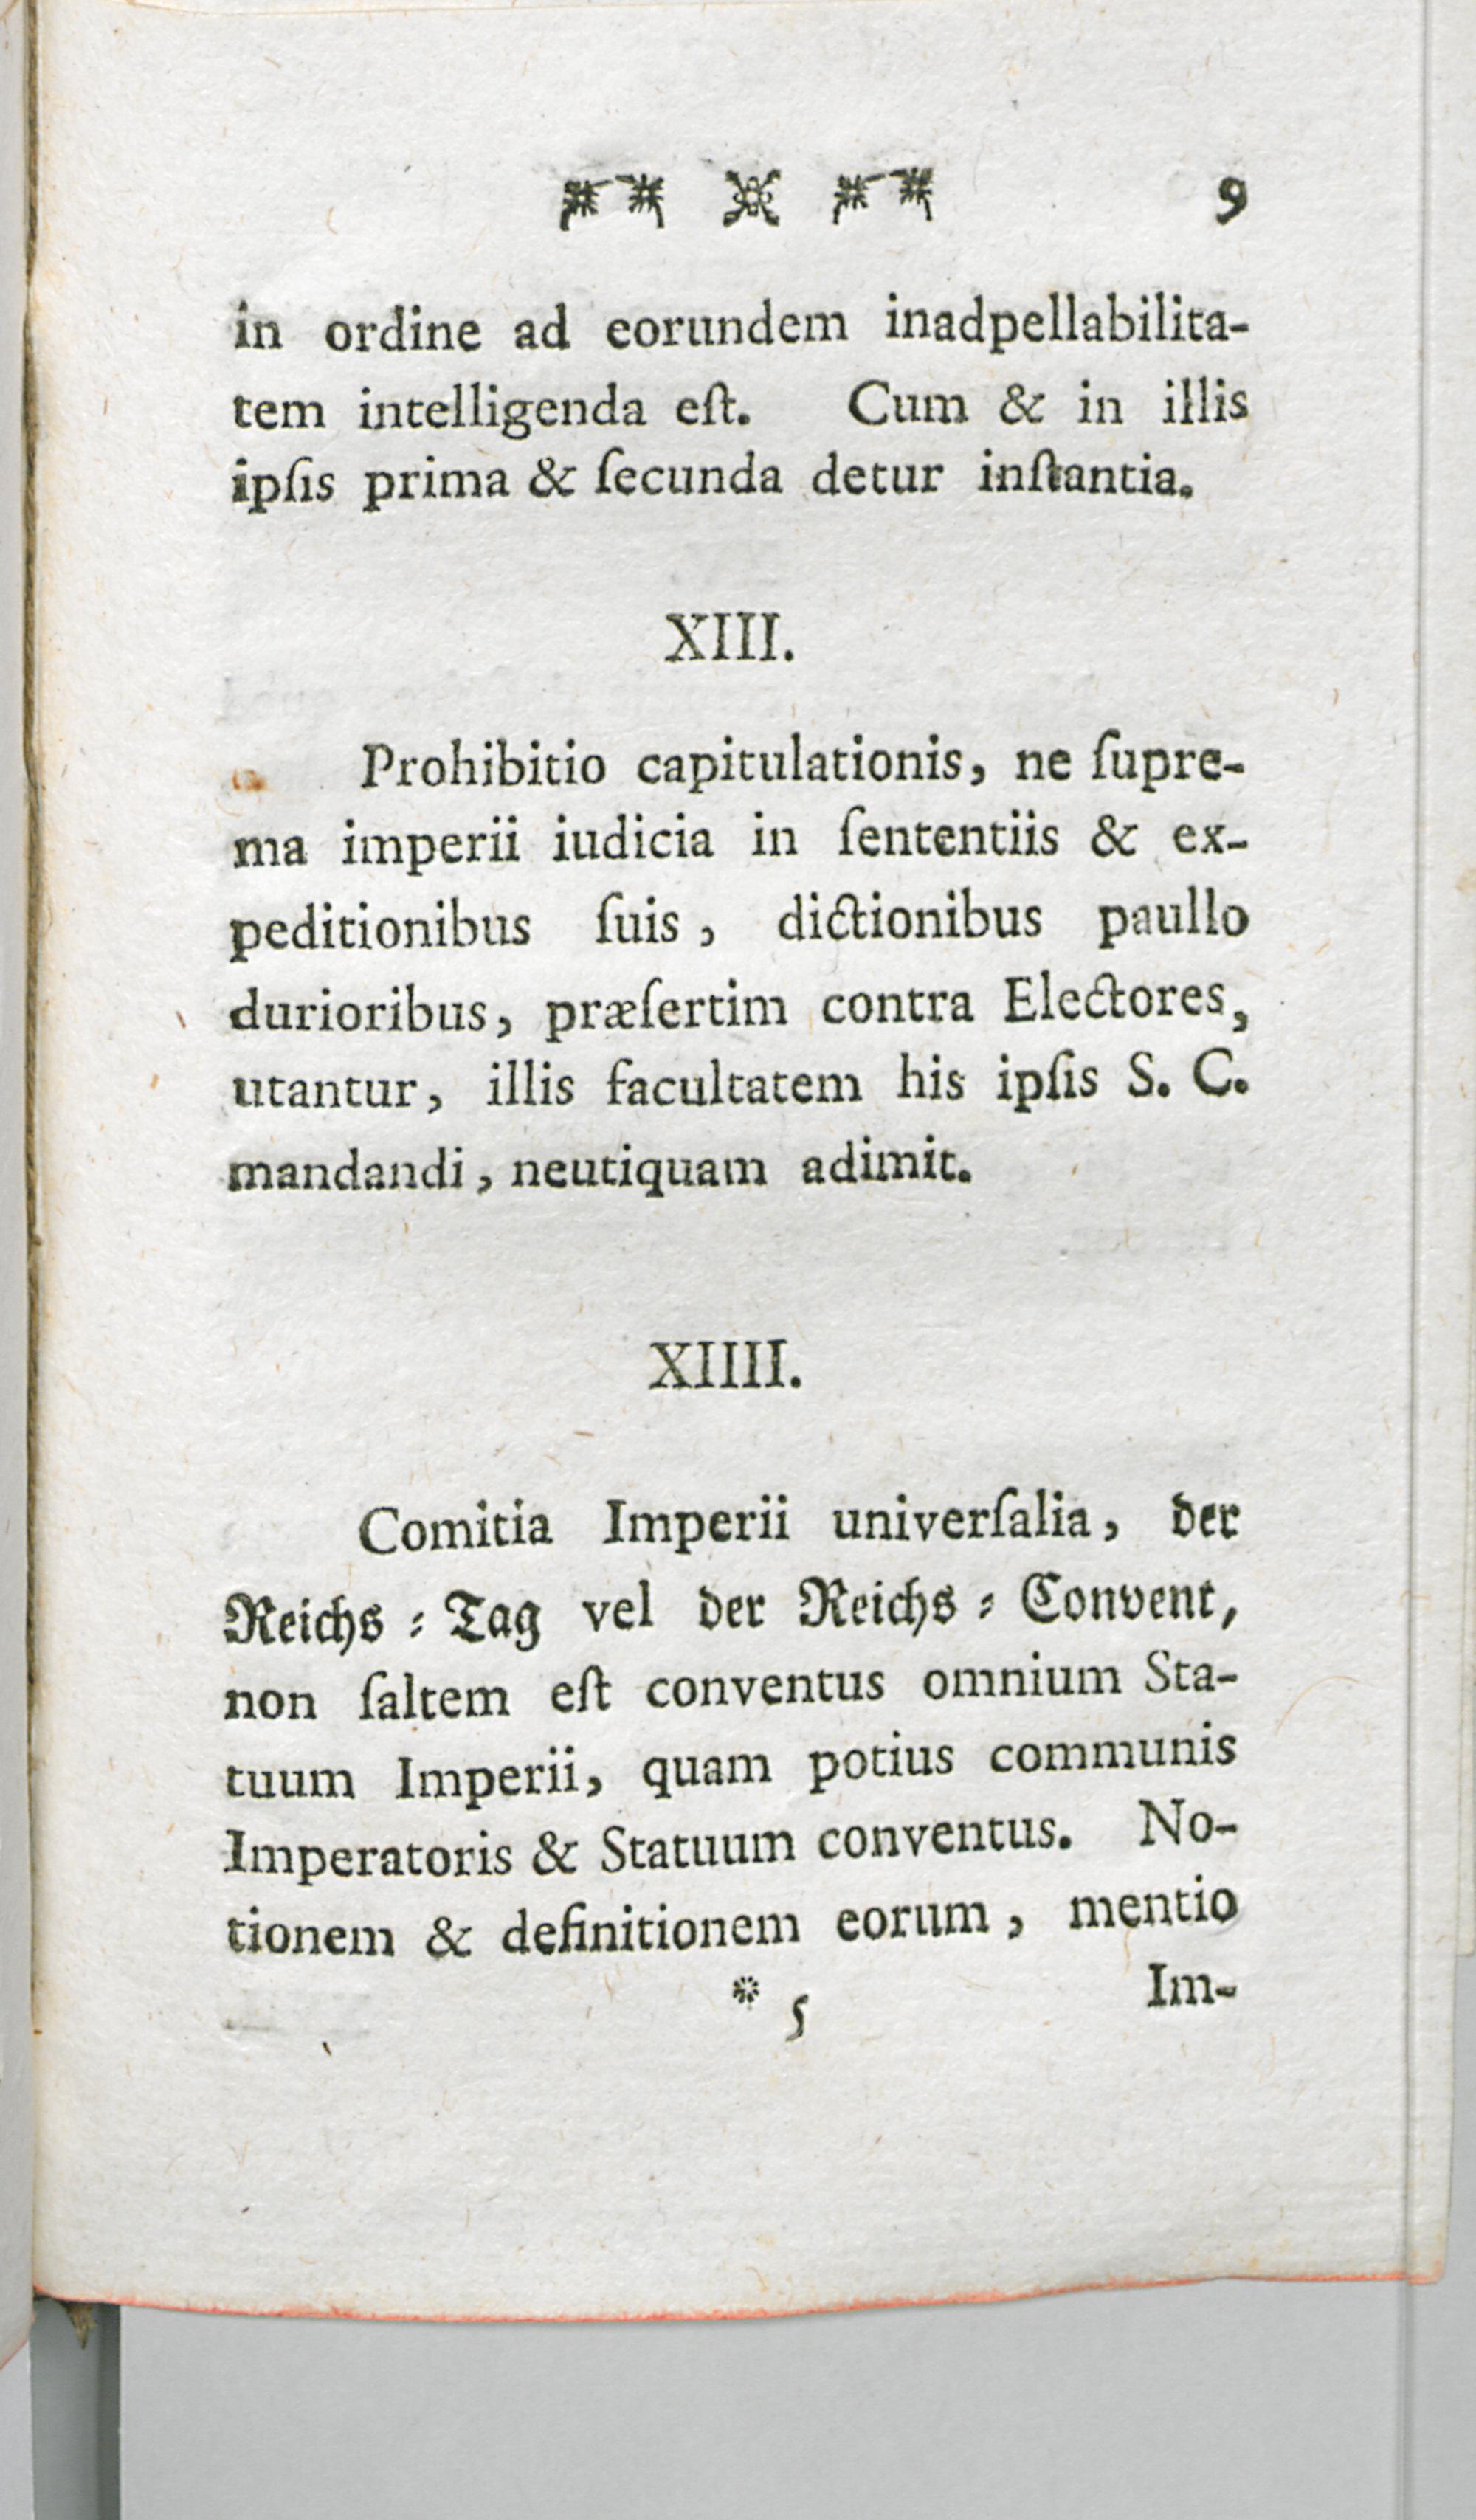 9
in ordine ad eorundem inadpellabilita-
tem intelligenda eſt. Cum & in illis
ipſis prima & ſecunda detur inſtantia.
XIII.
Prohibitio capitulationis, ne ſupre-
ma imperii iudicia in ſententiis & ex-
peditionibus ſuis, dictionibus paullo
durioribus, præſertim contra Electores,
utantur, illis facultatem his ipſis S. C.
mandandi, neutiquam adimit.
XIIII.
Comitia Imperii univerſalia, der
Reichs⸗Tag vel der Reichs⸗Convent,
non ſaltem eſt conventus omnium Sta-
tuum Imperii, quam potius communis
Imperatoris & Statuum conventus. No-
tionem & definitionem eorum, mentio
* 5 Im-